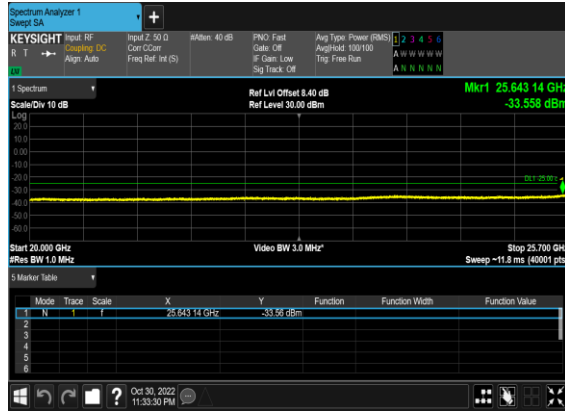 Spectrum Analyzer 1
Swept SA
+
KEYSIGHT Input: RF Input Z: 50 Ω #Atten: 40 dB PNO: Fast Avg Type: Power (RMS) 1 2 3 4 5 6
R T Coupling: DC Corr CCorr Gate: Off Avg|Hold: 100/100 A W W W W W
Align: Auto Freq Ref: Int (S) IF Gain: Low Trig: Free Run
Sig Track: Off A N N N N N
1 Spectrum Ref Lvl Offset 8.40 dB Mkr1 25.643 14 GHz
Scale/Div 10 dB Ref Level 30.00 dBm -33.558 dBm
Log
20.0
10.0
0.00
-10.0
-20.0
DL1 -25.00
-30.0
-40.0
-50.0
-60.0
Start 20.000 GHz Video BW 3.0 MHz* Stop 25.700 GHz
#Res BW 1.0 MHz Sweep ~11.8 ms (40001 pts)
5 Marker Table
Mode Trace Scale X Y Function Function Width Function Value
1 N 1 f 25.643 14 GHz -33.56 dBm
2
3
4
5
6
? Oct 30, 2022
11:33:30 PM